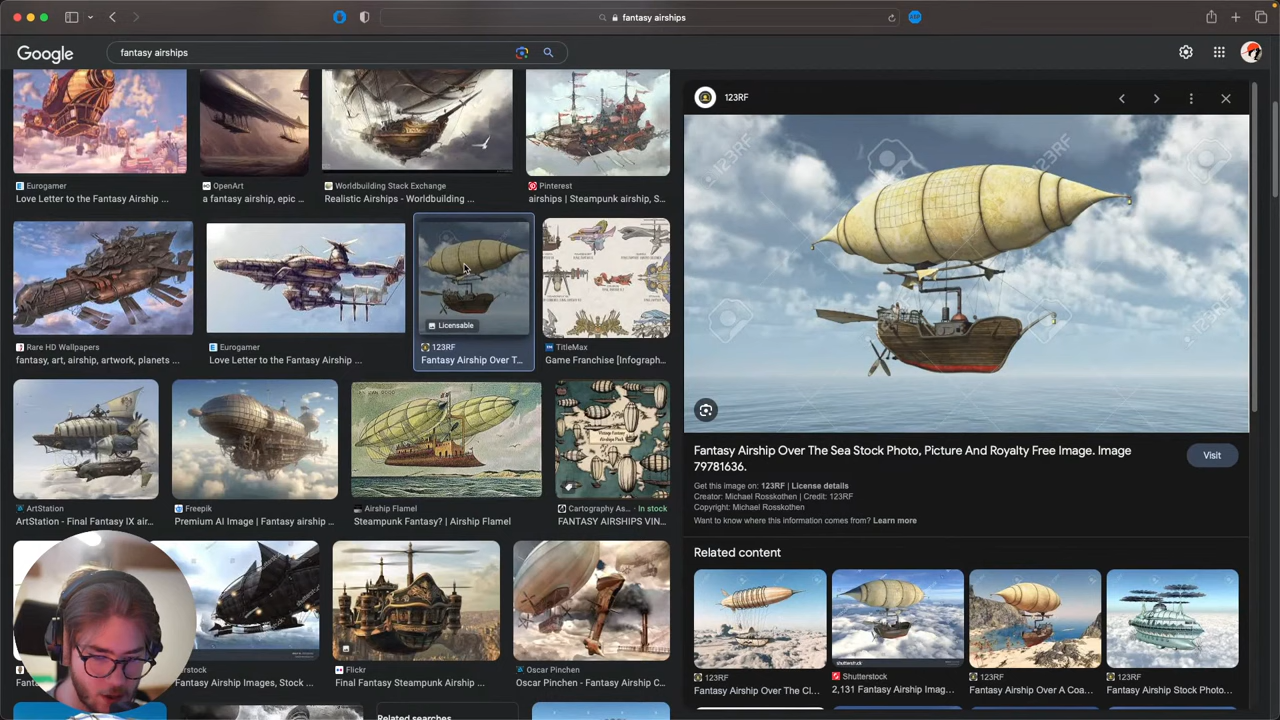 fantasy airships
Google
fantasy airships
Eurogamer
Love Letter to the Fantasy Airship ...
OpenArt
a fantasy airship, epic ...
Worldbuilding Stack Exchange
Realistic Airships - Worldbuilding ...
Pinterest
airships | Steampunk airship, S...
Rare HD Wallpapers
fantasy, art, airship, artwork, planets ...
Eurogamer
Love Letter to the Fantasy Airship ...
Licensable
123RF
Fantasy Airship Over T...
TitleMax
Game Franchise [Infograph...
ArtStation
ArtStation - Final Fantasy IX air...
Freepik
Premium AI Image | Fantasy airship ...
Airship Flamel
Steampunk Fantasy? | Airship Flamel
Cartography As... · In stock
FANTASY AIRSHIPS VIN...
Fantasy Airship Images, Stock ...
Flickr
Final Fantasy Steampunk Airship ...
Oscar Pinchen
Oscar Pinchen - Fantasy Airship C...
Related searches
123RF
123RF
123RF
Fantasy Airship Over The Sea Stock Photo, Picture And Royalty Free Image. Image
79781636.
Visit
Get this image on: 123RF | License details
Creator: Michael Rosskothen | Credit: 123RF
Copyright: Michael Rosskothen
Want to know where this information comes from? Learn more
Related content
123RF
Fantasy Airship Over The Cl...
shutterstock
Shutterstock
2,131 Fantasy Airship Imag...
123RF
Fantasy Airship Over A Coa...
123RF
Fantasy Airship Stock Photo...